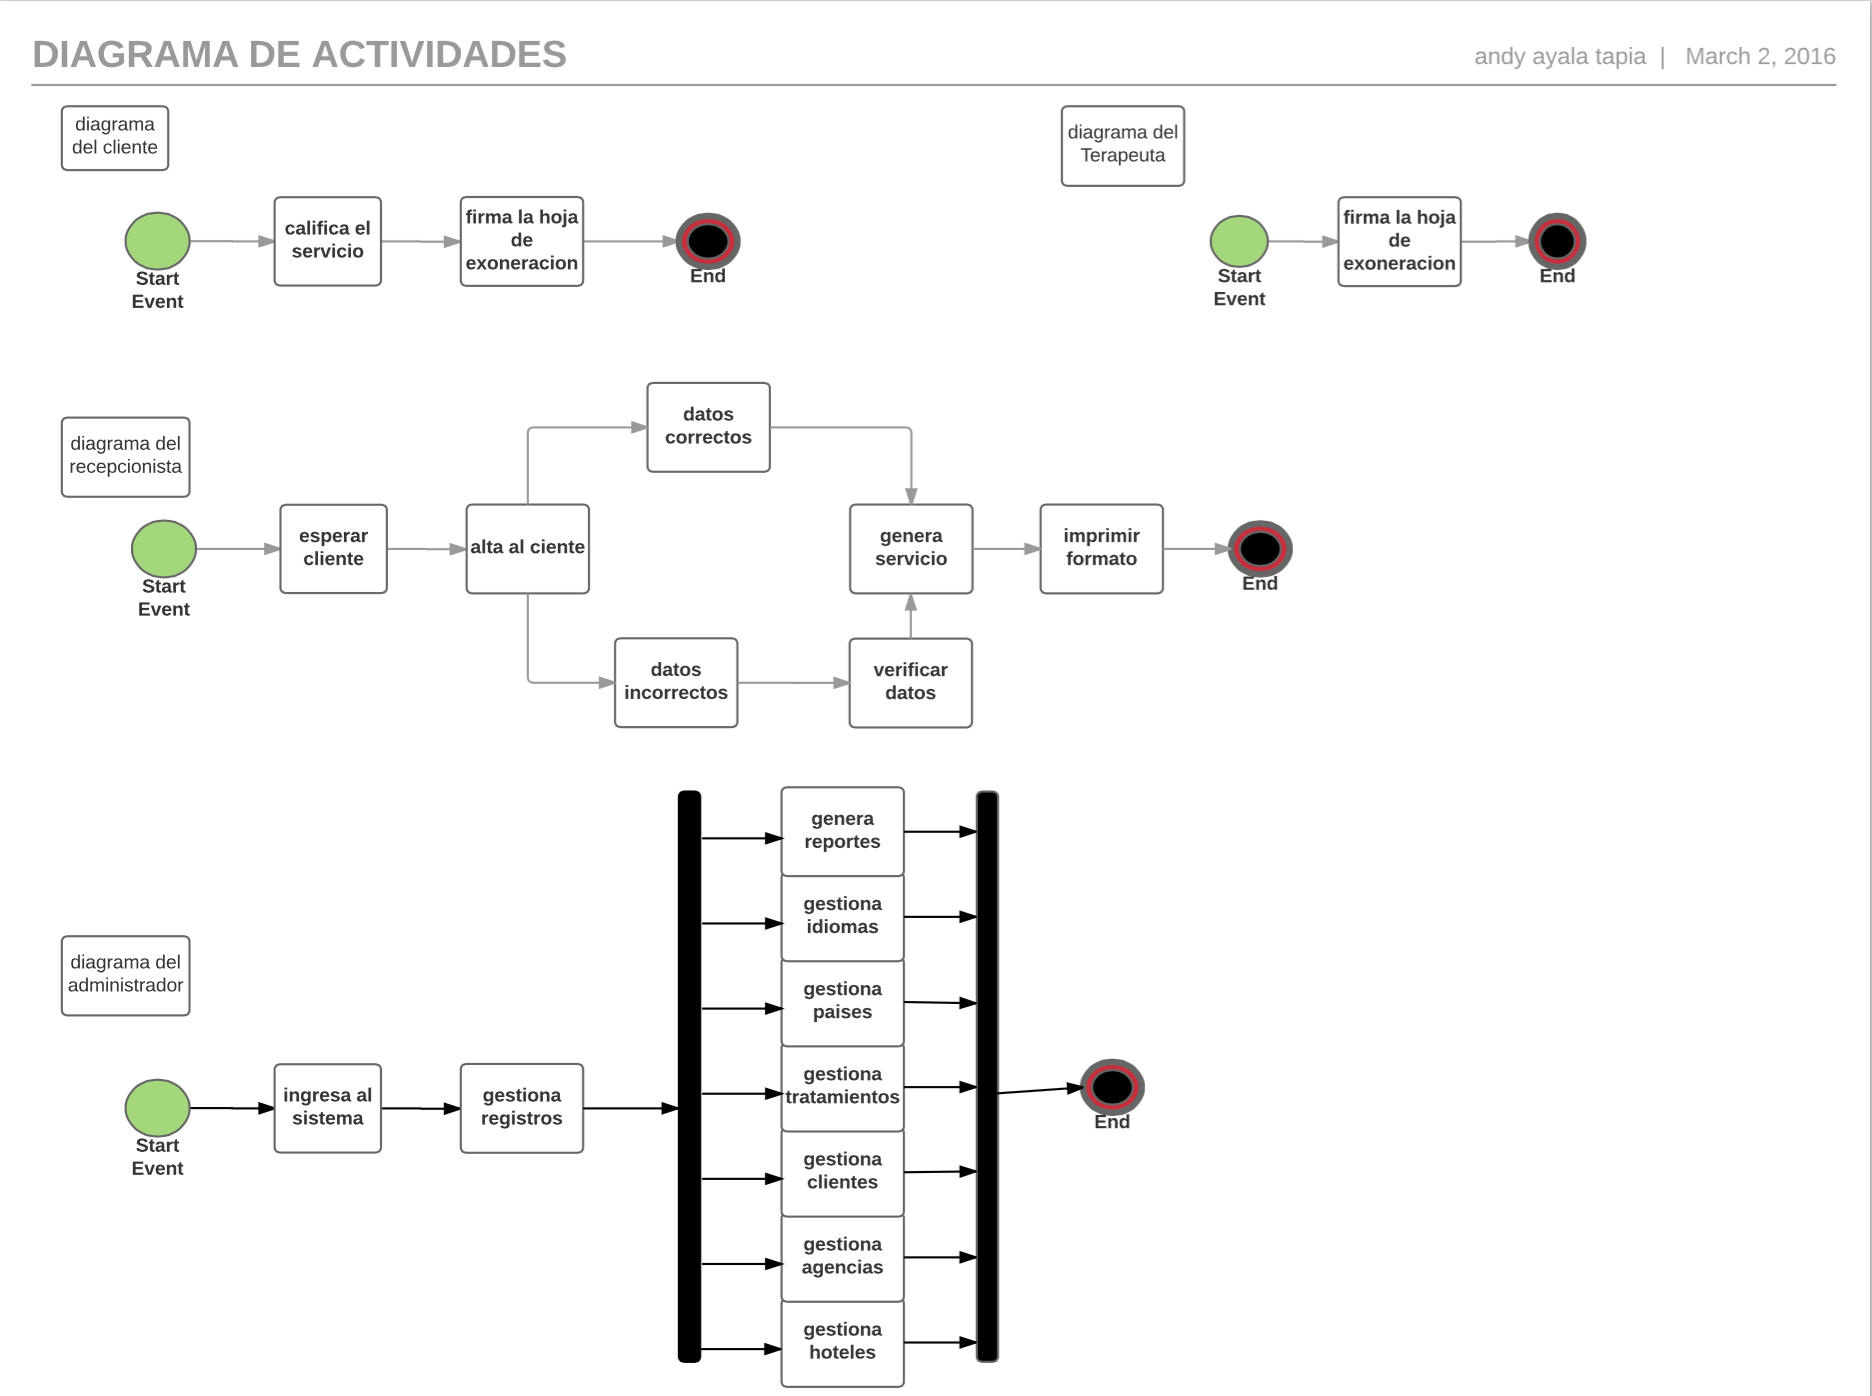 DIAGRAMA DE ACTIVIDADES
andy ayala tapia | March 2, 2016
diagrama
del cliente
Start
Event
califica el
servicio
firma la hoja
de
exoneracion
End
diagrama del
Terapeuta
Start
Event
firma la hoja
de
exoneracion
End
diagrama del
recepcionista
Start
Event
esperar
cliente
alta al ciente
datos
correctos
datos
incorrectos
verificar
datos
genera
servicio
imprimir
formato
End
diagrama del
administrador
Start
Event
ingresa al
sistema
gestiona
registros
genera
reportes
gestiona
idiomas
gestiona
paises
gestiona
tratamientos
gestiona
clientes
gestiona
agencias
gestiona
hoteles
End